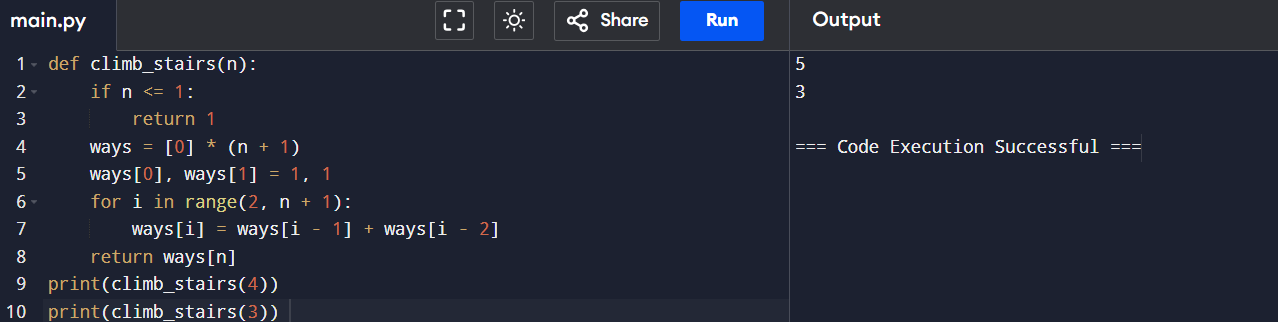 main.py Share Run Output
1 def climb_stairs(n):
2     if n <= 1:
3         return 1
4     ways = [0] * (n + 1)
5     ways[0], ways[1] = 1, 1
6     for i in range(2, n + 1):
7         ways[i] = ways[i - 1] + ways[i - 2]
8     return ways[n]
9 print(climb_stairs(4))
10 print(climb_stairs(3))
5
3
=== Code Execution Successful ===